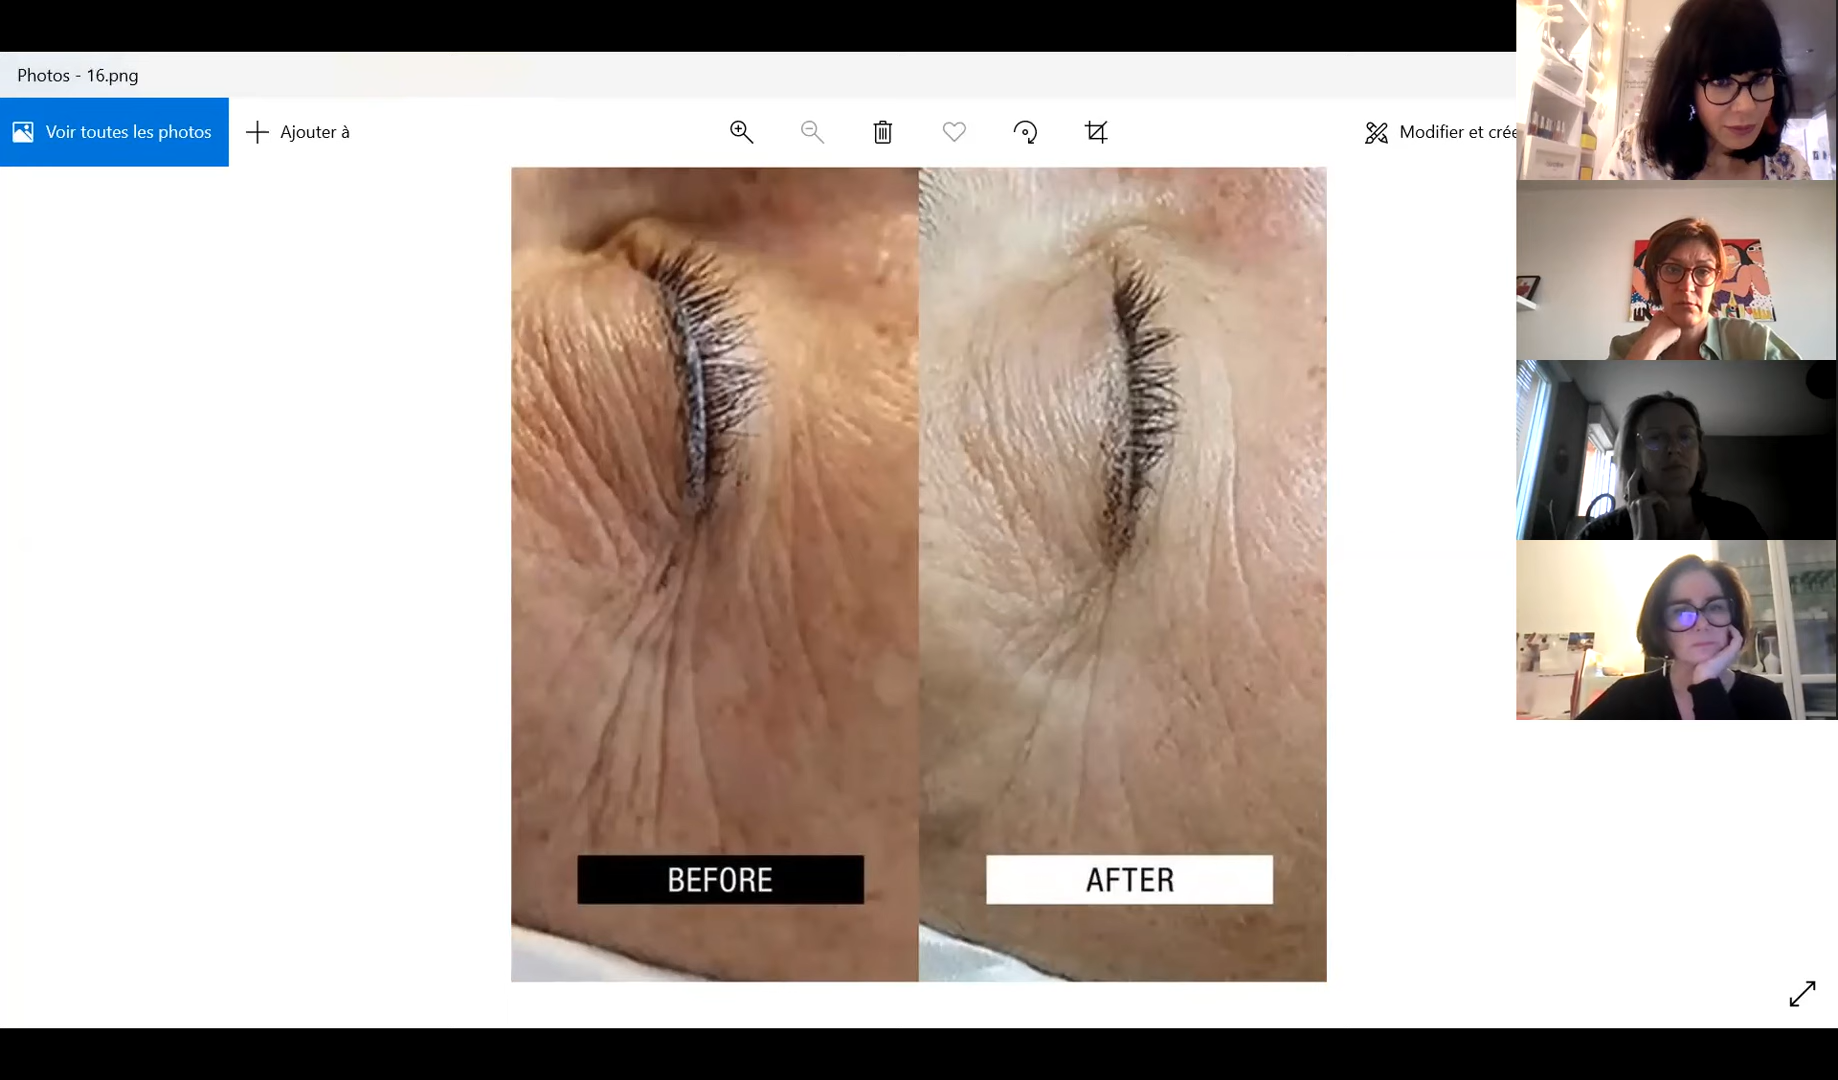 Photos - 16.png
Voir toutes les photos
Ajouter à
Modifier et crée
BEFORE
AFTER